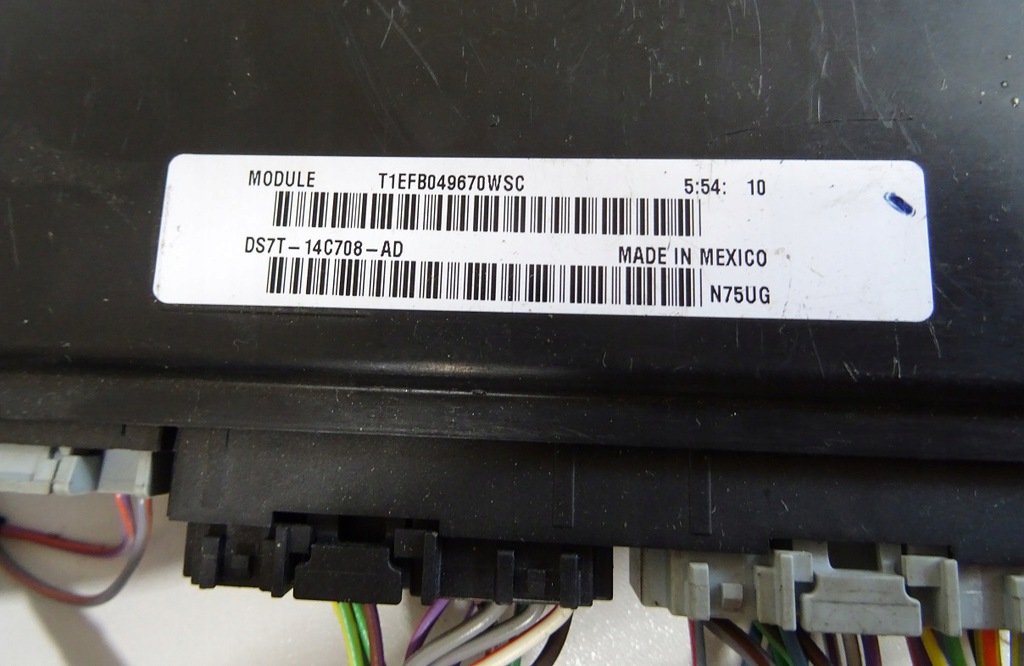 MODULE T1EFB049670WSC 5:54: 10
DS7T-14C708-AD MADE IN MEXICO
N75UG